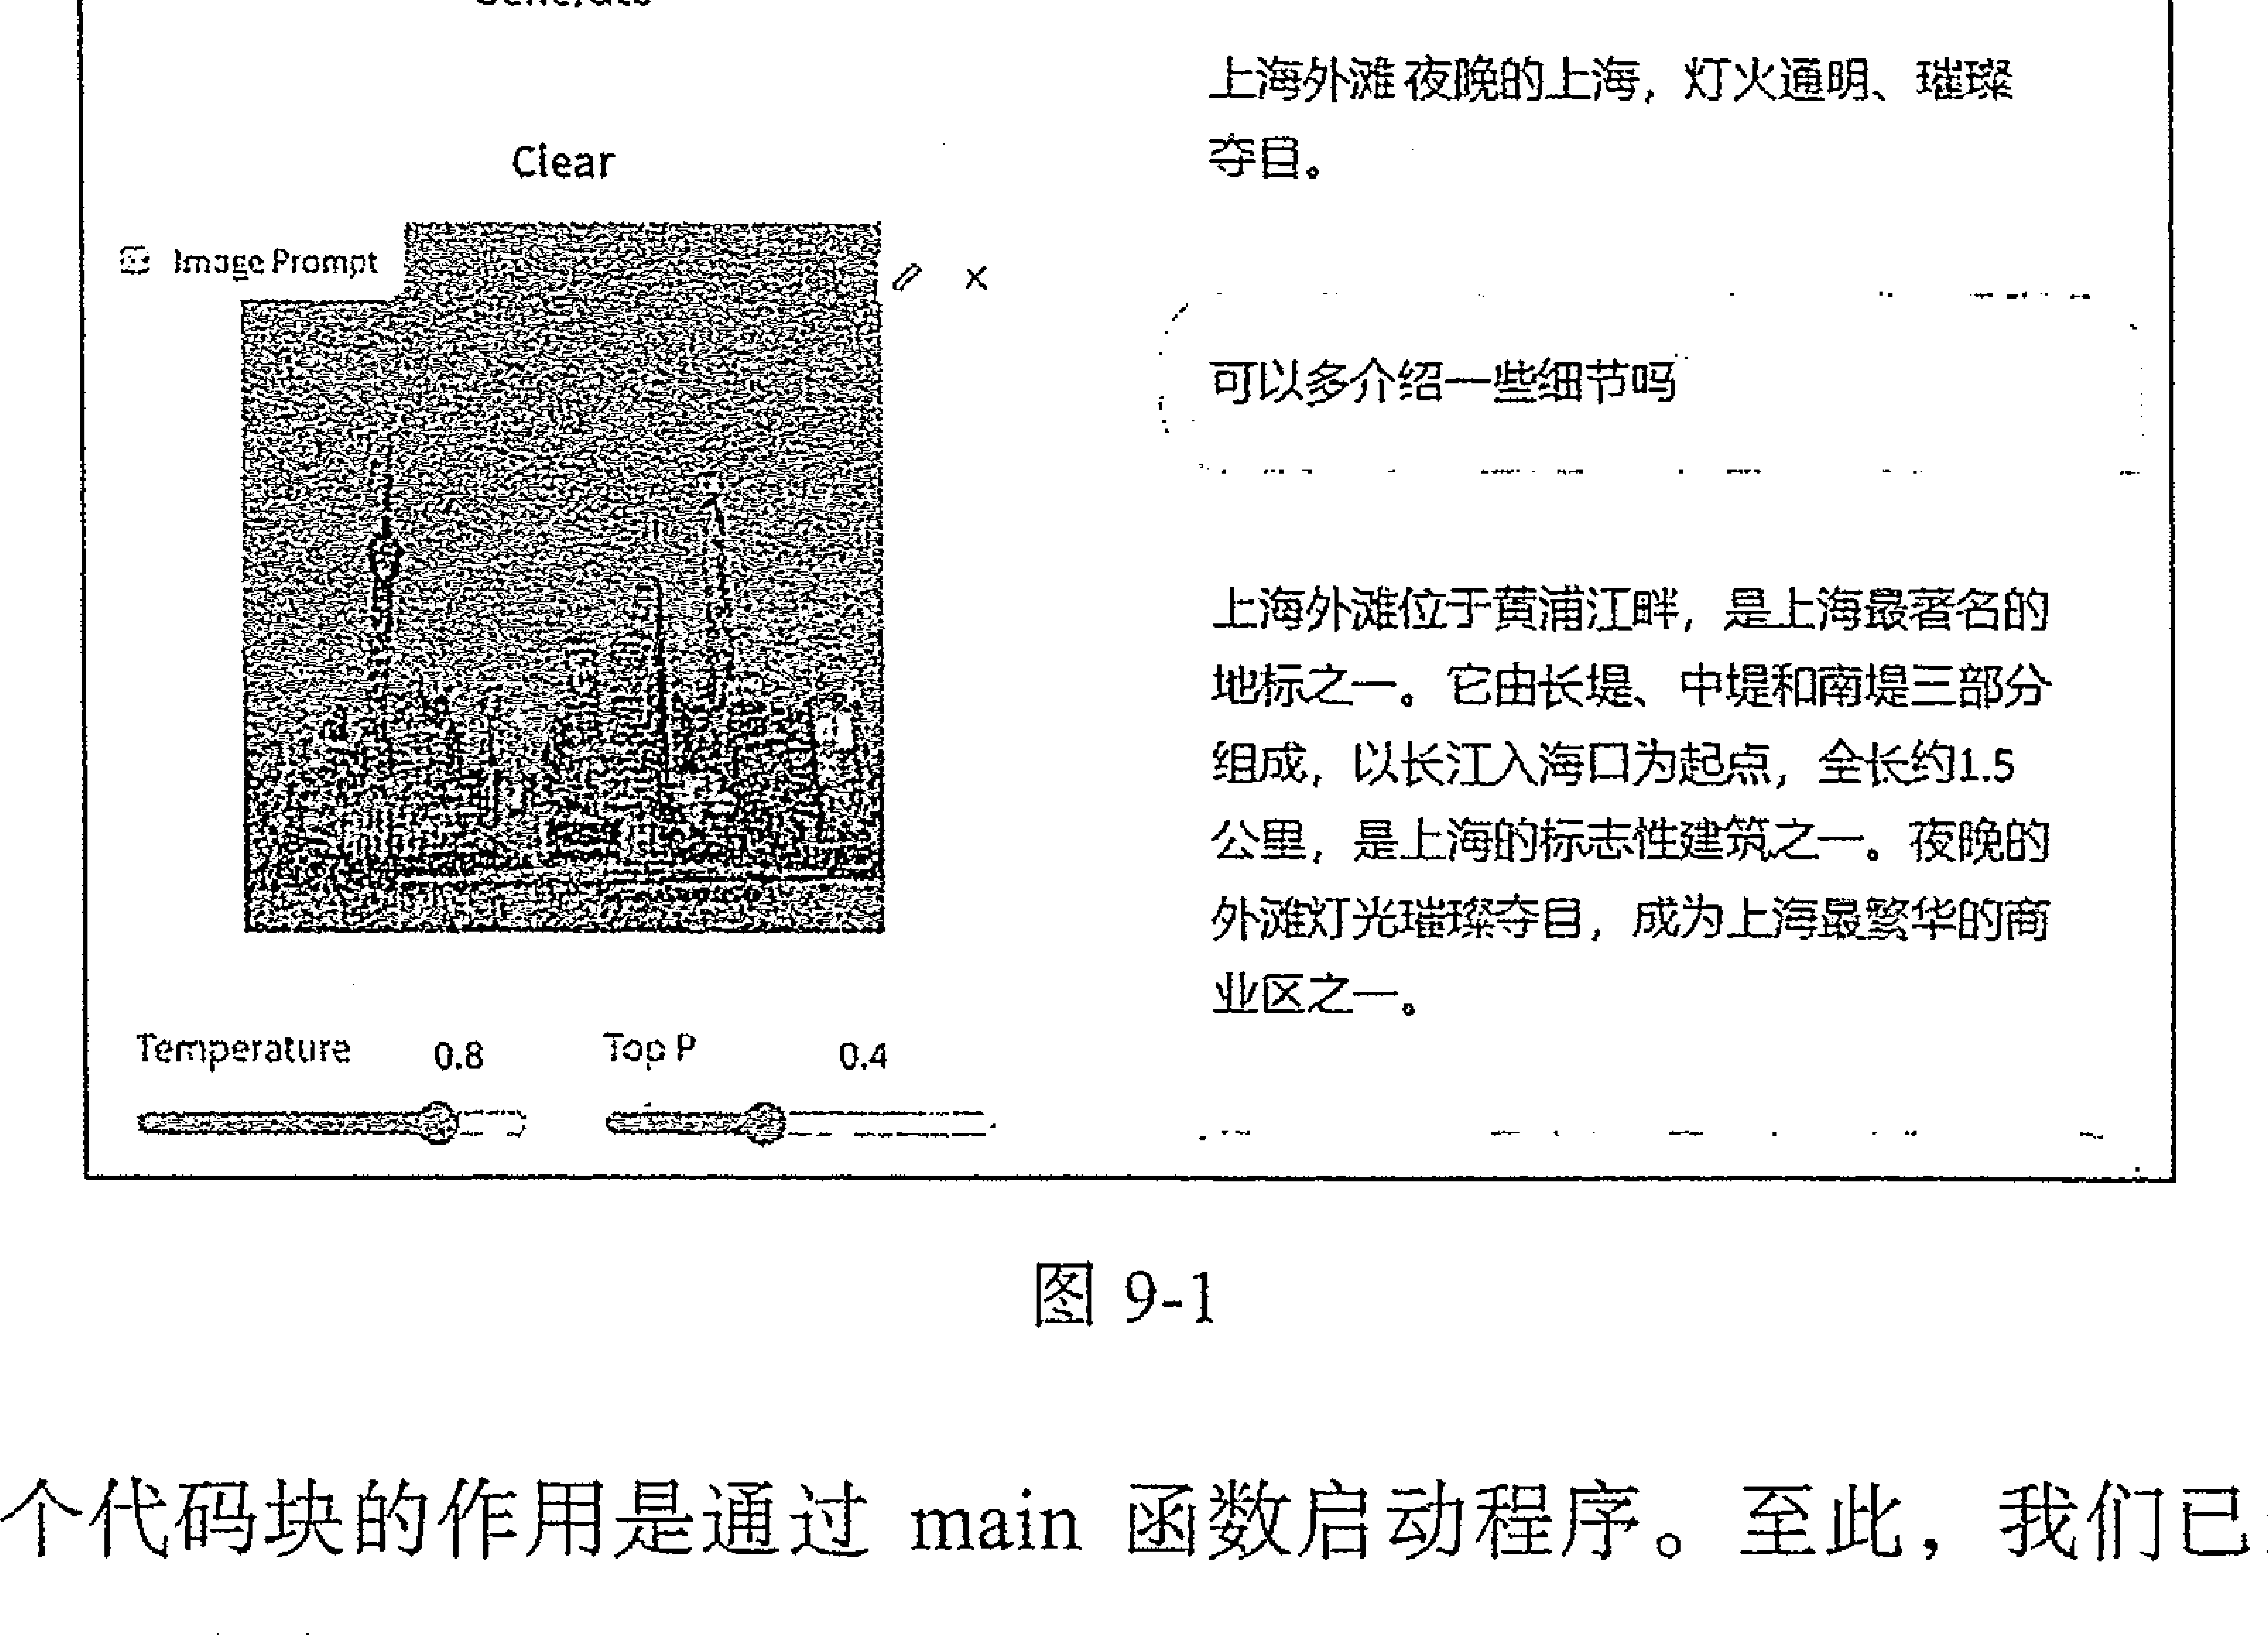 Clear
Image Prompt
Temperature 0.8 Top P 0.4
上海外滩 夜晚的上海，灯火通明、璀璨
夺目。
可以多介绍一些细节吗
上海外滩位于黄浦江畔，是上海最著名的
地标之一。它由长堤、中堤和南堤三部分
组成，以长江入海口为起点，全长约1.5
公里，是上海的标志性建筑之一。夜晚的
外滩灯光璀璨夺目，成为上海最繁华的商
业区之一。
图 9-1
个代码块的作用是通过 main 函数启动程序。至此，我们已